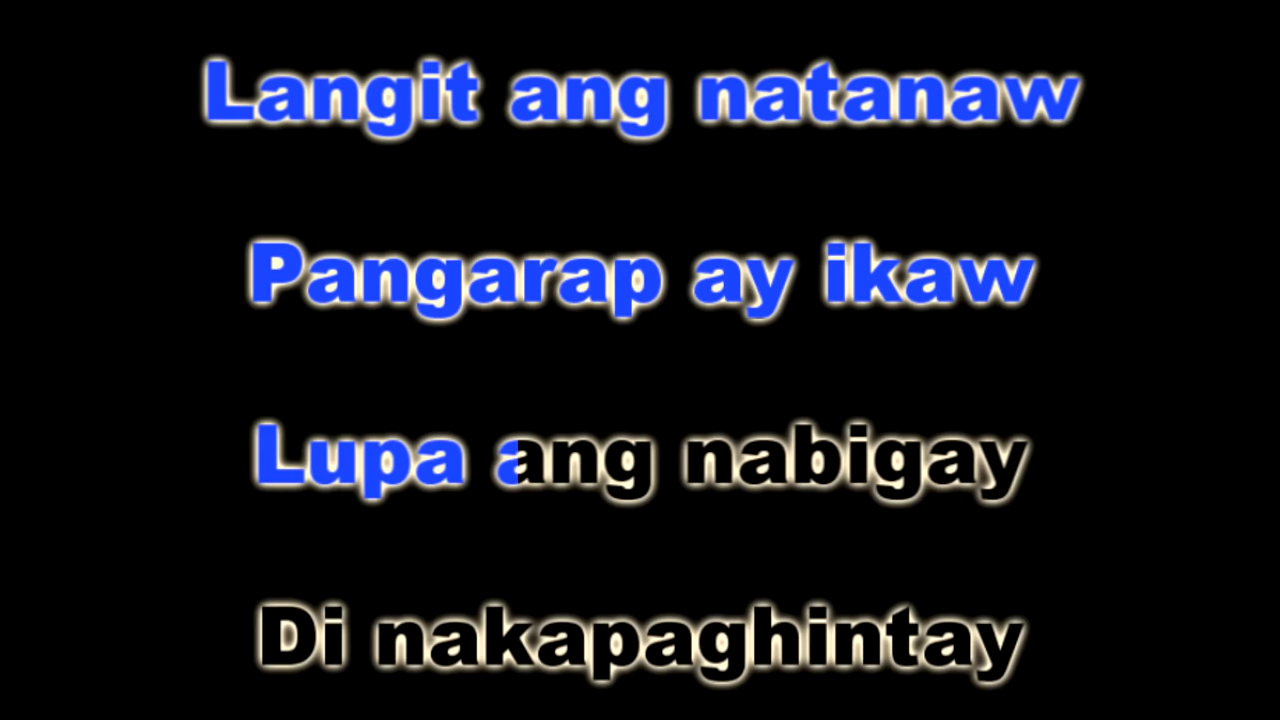 Langit ang natanaw
Pangarap ay ikaw
Lupa ang nabigay
Di nakapaghintay